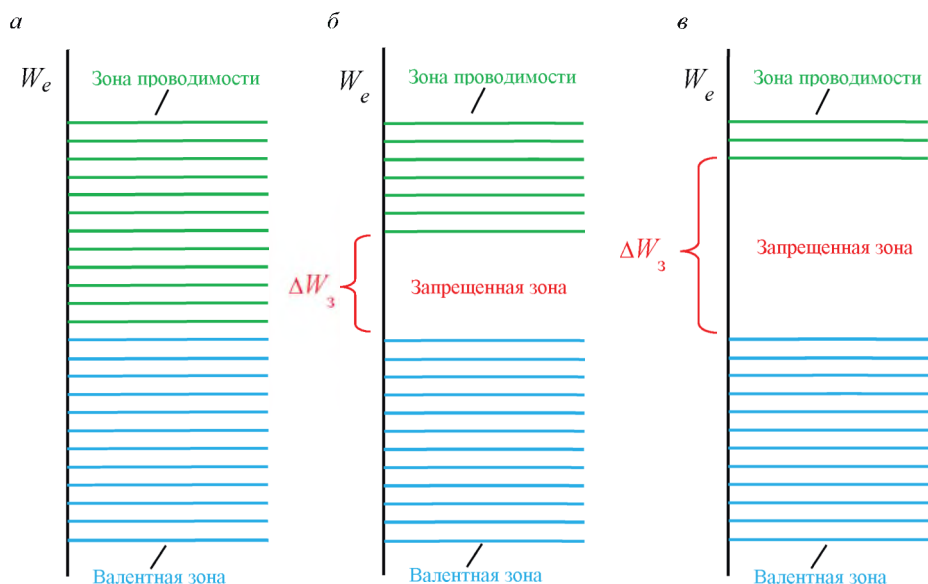 а
б
в
W_e
Зона проводимости
W_e
Зона проводимости
W_e
Зона проводимости
ΔW_з
Запрещенная зона
ΔW_з
Запрещенная зона
Валентная зона
Валентная зона
Валентная зона